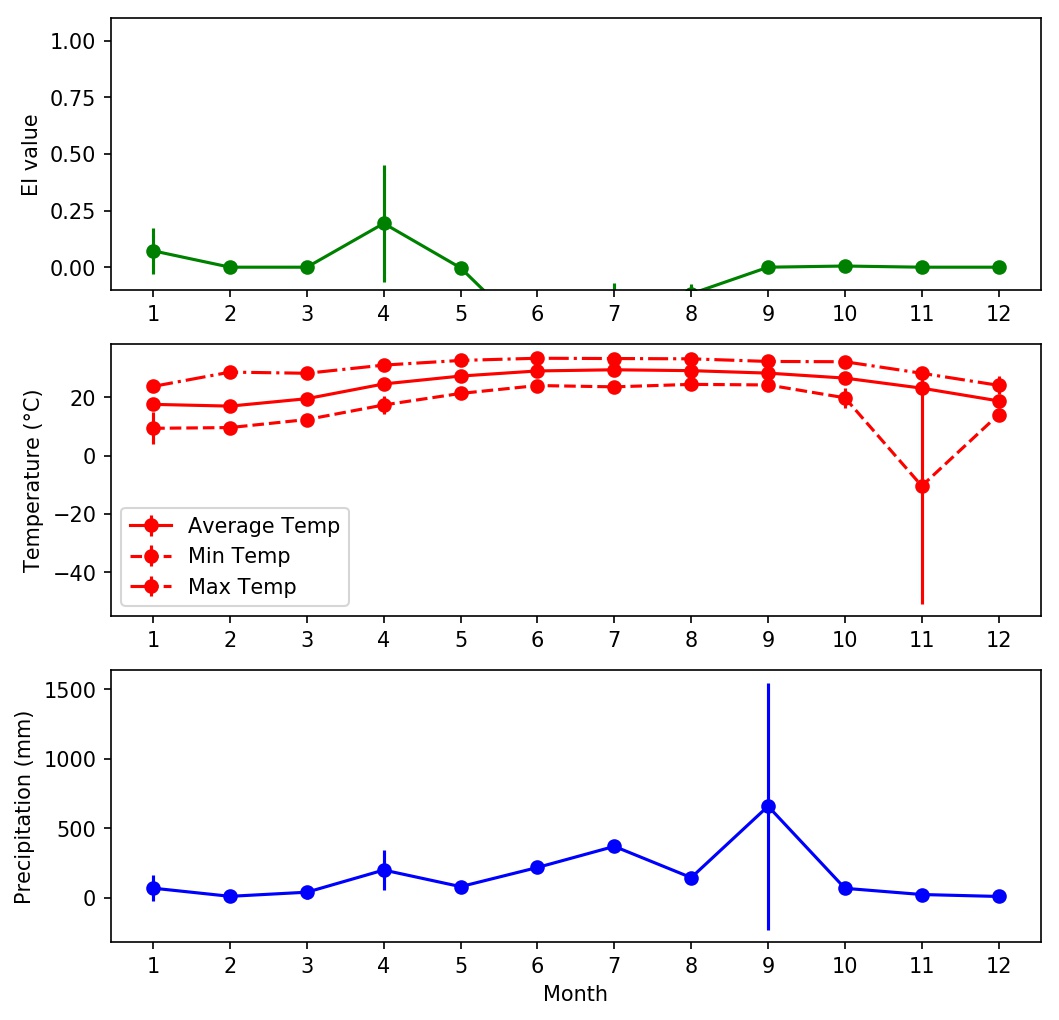 1.00
0.75
0.50
0.25
0.00
EI value
1 2 3 4 5 6 7 8 9 10 11 12
20
0
−20
−40
Temperature (°C)
Average Temp
Min Temp
Max Temp
1 2 3 4 5 6 7 8 9 10 11 12
1500
1000
500
0
Precipitation (mm)
1 2 3 4 5 6 7 8 9 10 11 12
Month